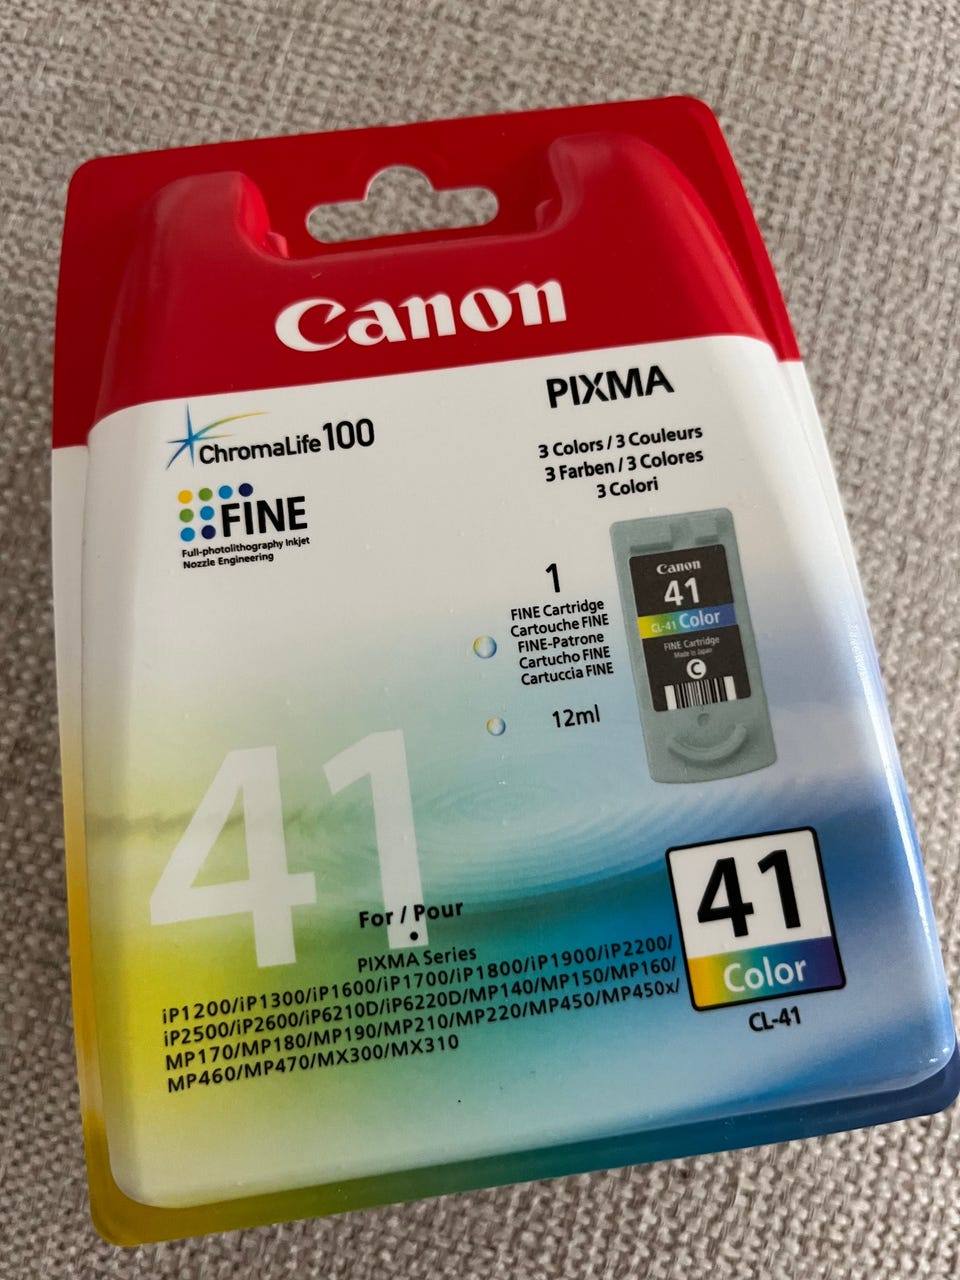 Canon
PIXMA
ChromaLife 100
3 Colors / 3 Couleurs
3 Farben / 3 Colores
3 Colori
FINE
Full-photolithography Inkjet
Nozzle Engineering
1
FINE Cartridge
Cartouche FINE
FINE-Patrone
Cartucho FINE
Cartuccia FINE
12ml
Canon
41
CL-41 Color
FINE Cartridge
Made in Japan
C
41
For / Pour
•
PIXMA Series
iP1200/iP1300/iP1600/iP1700/iP1800/iP1900/iP2200/
iP2500/iP2600/iP6210D/iP6220D/MP140/MP150/MP160/
MP170/MP180/MP190/MP210/MP220/MP450/MP450x/
MP460/MP470/MX300/MX310
41
Color
CL-41